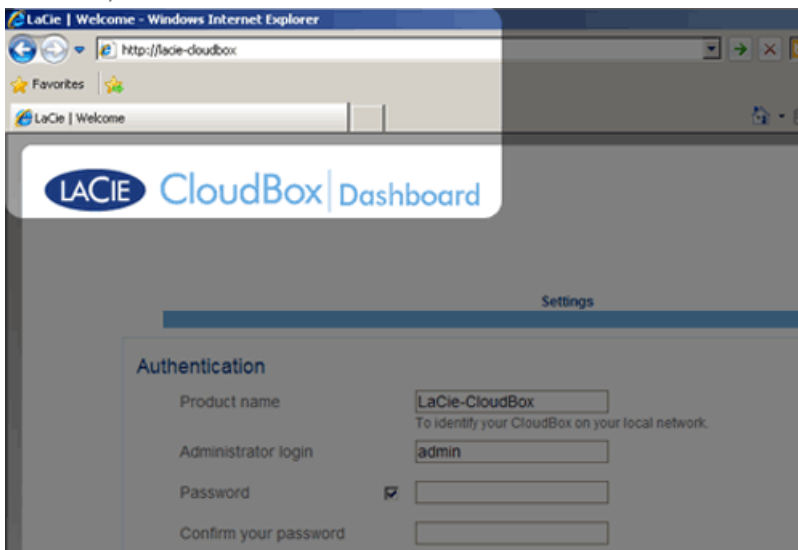 LaCie | Welcome - Windows Internet Explorer
http://lacie-cloudbox
Favorites
LaCie | Welcome
LACIE CloudBox | Dashboard
Settings
Authentication
Product name LaCie-CloudBox
To identify your CloudBox on your local network.
Administrator login admin
Password
Confirm your password